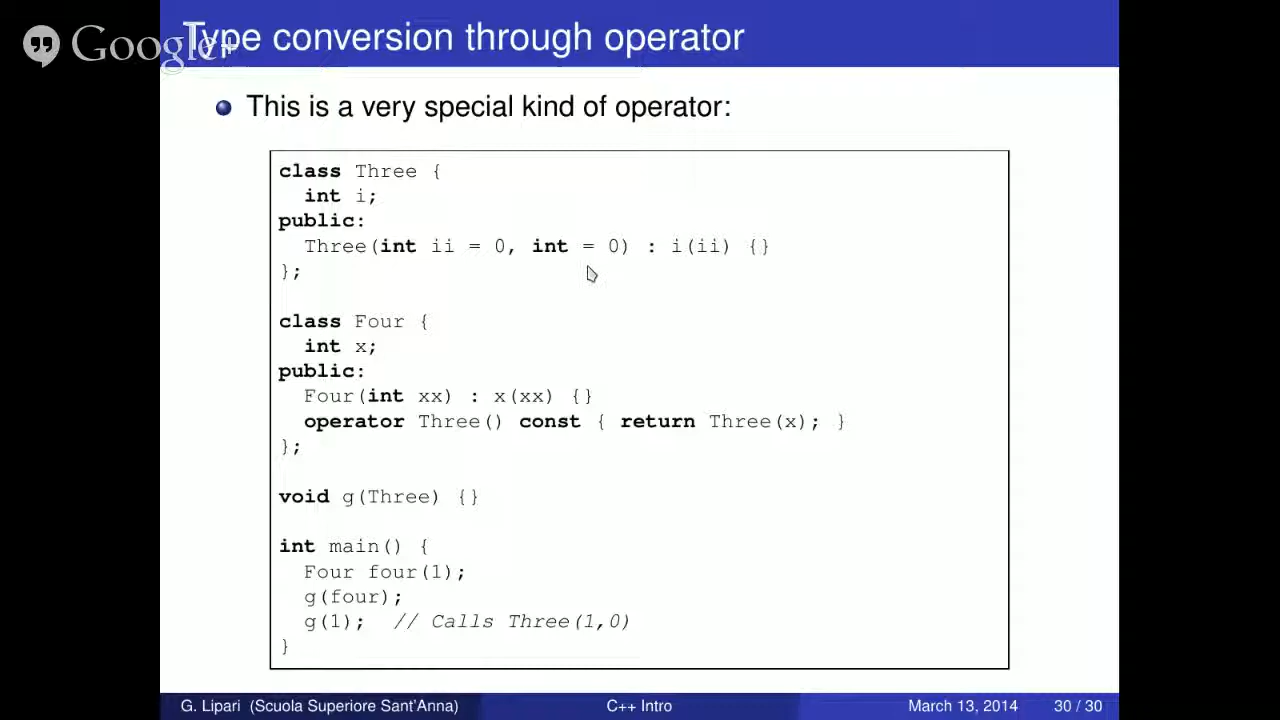 Google+
Type conversion through operator
This is a very special kind of operator:
class Three {
int i;
public:
Three(int ii = 0, int = 0) : i(ii) {}
};
class Four {
int x;
public:
Four(int xx) : x(xx) {}
operator Three() const { return Three(x); }
};
void g(Three) {}
int main() {
Four four(1);
g(four);
g(1); // Calls Three(1,0)
}
G. Lipari (Scuola Superiore Sant'Anna) C++ Intro March 13, 2014 30 / 30